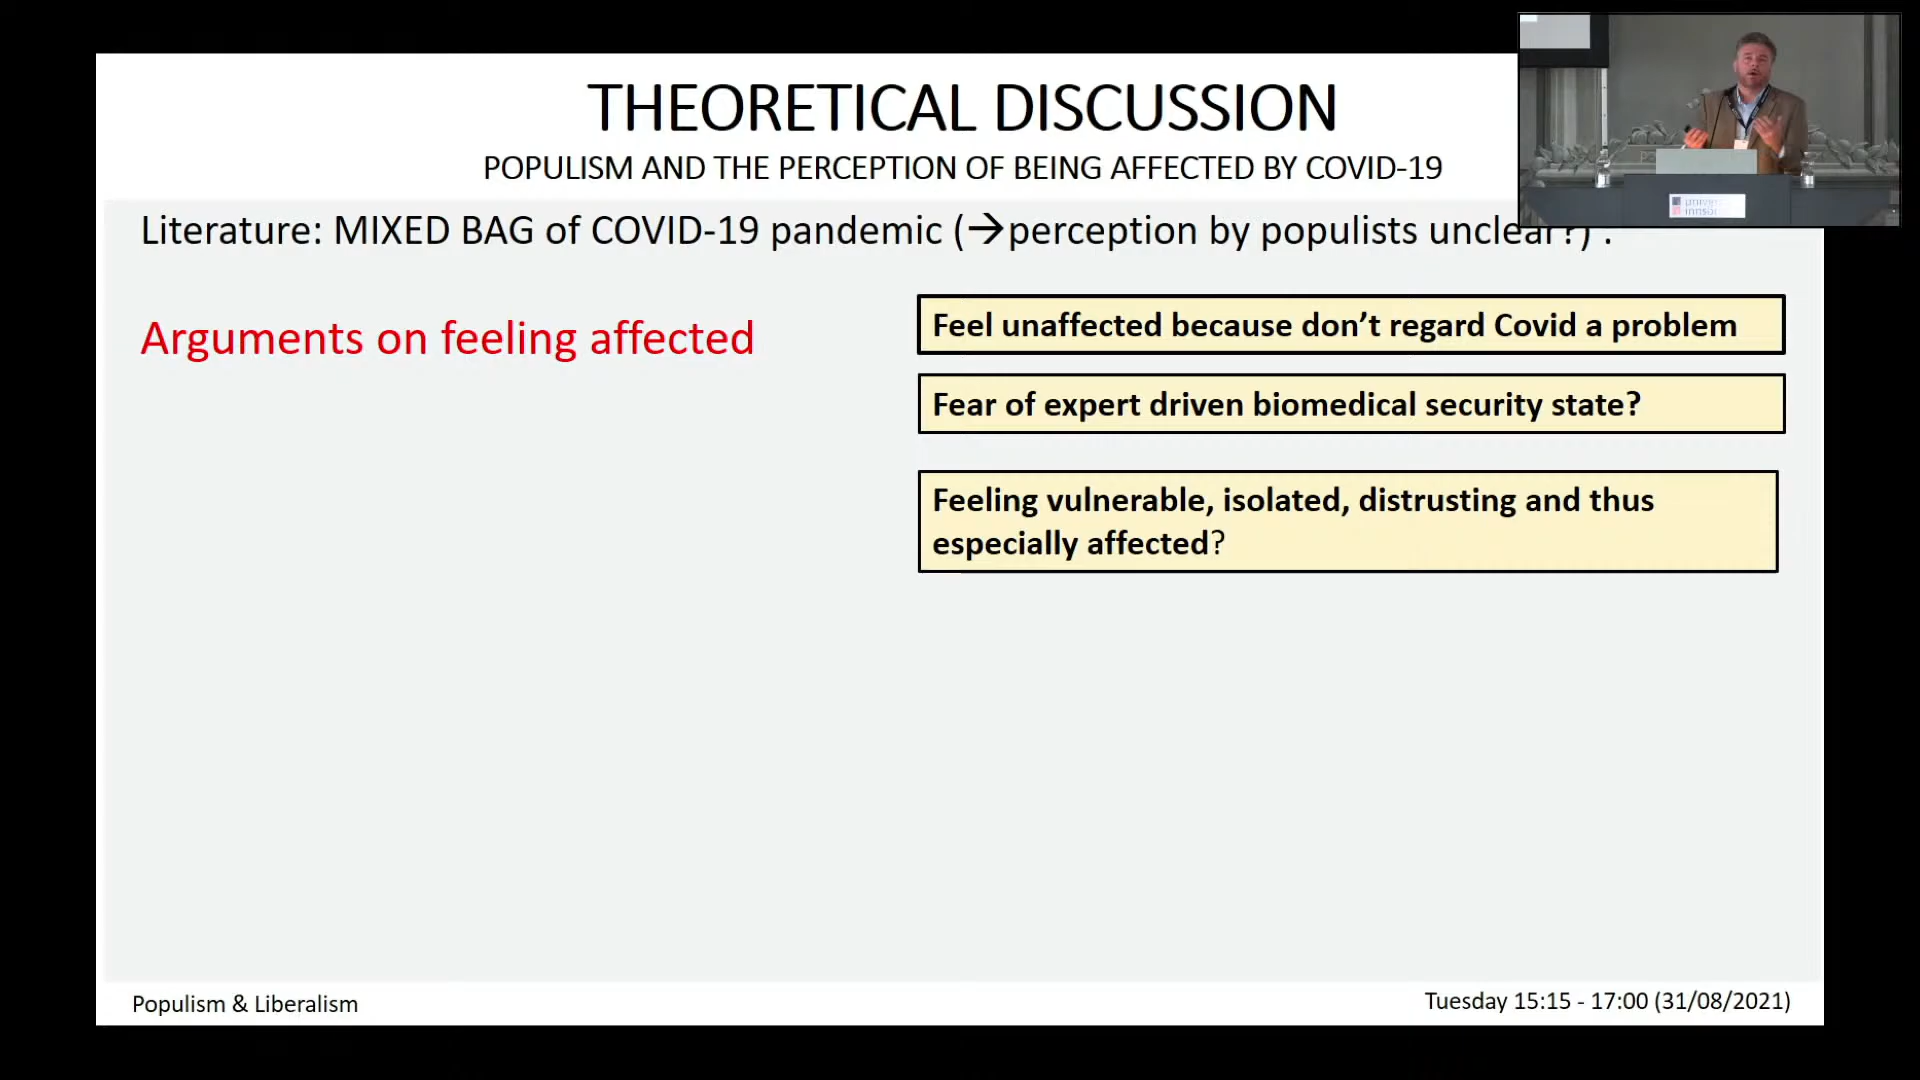 THEORETICAL DISCUSSION
POPULISM AND THE PERCEPTION OF BEING AFFECTED BY COVID-19
Literature: MIXED BAG of COVID-19 pandemic (→perception by populists unclear?) .
Arguments on feeling affected
Feel unaffected because don’t regard Covid a problem
Fear of expert driven biomedical security state?
Feeling vulnerable, isolated, distrusting and thus
especially affected?
Populism & Liberalism
Tuesday 15:15 - 17:00 (31/08/2021)